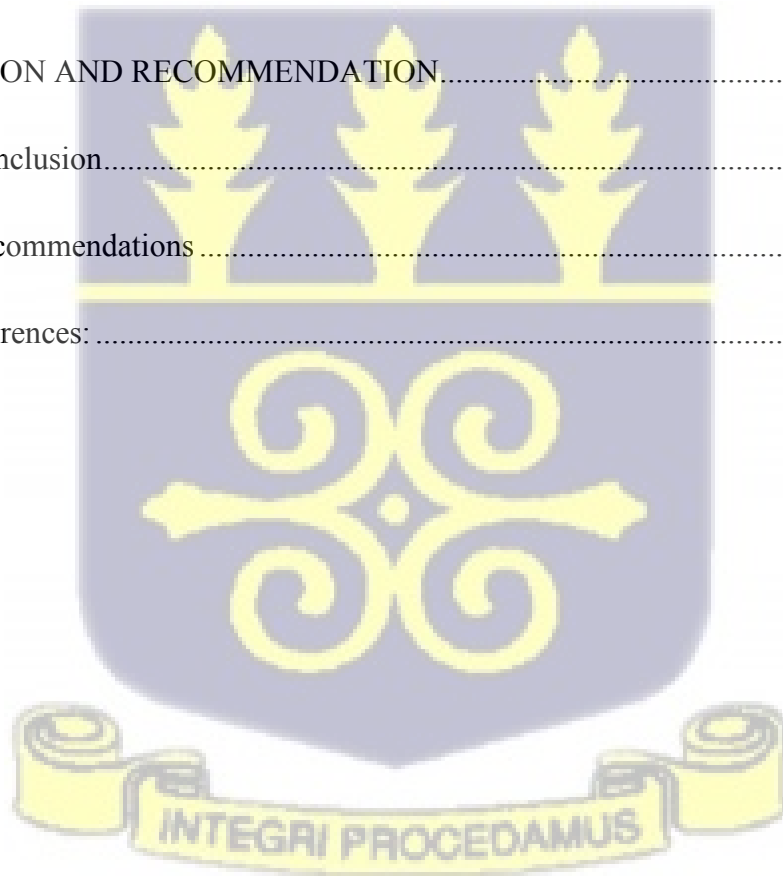 ON AND RECOMMENDATION.....................................................
nclusion.........................................................................................
commendations .............................................................................
rences: ..........................................................................................
INTEGRI PROCEDAMUS